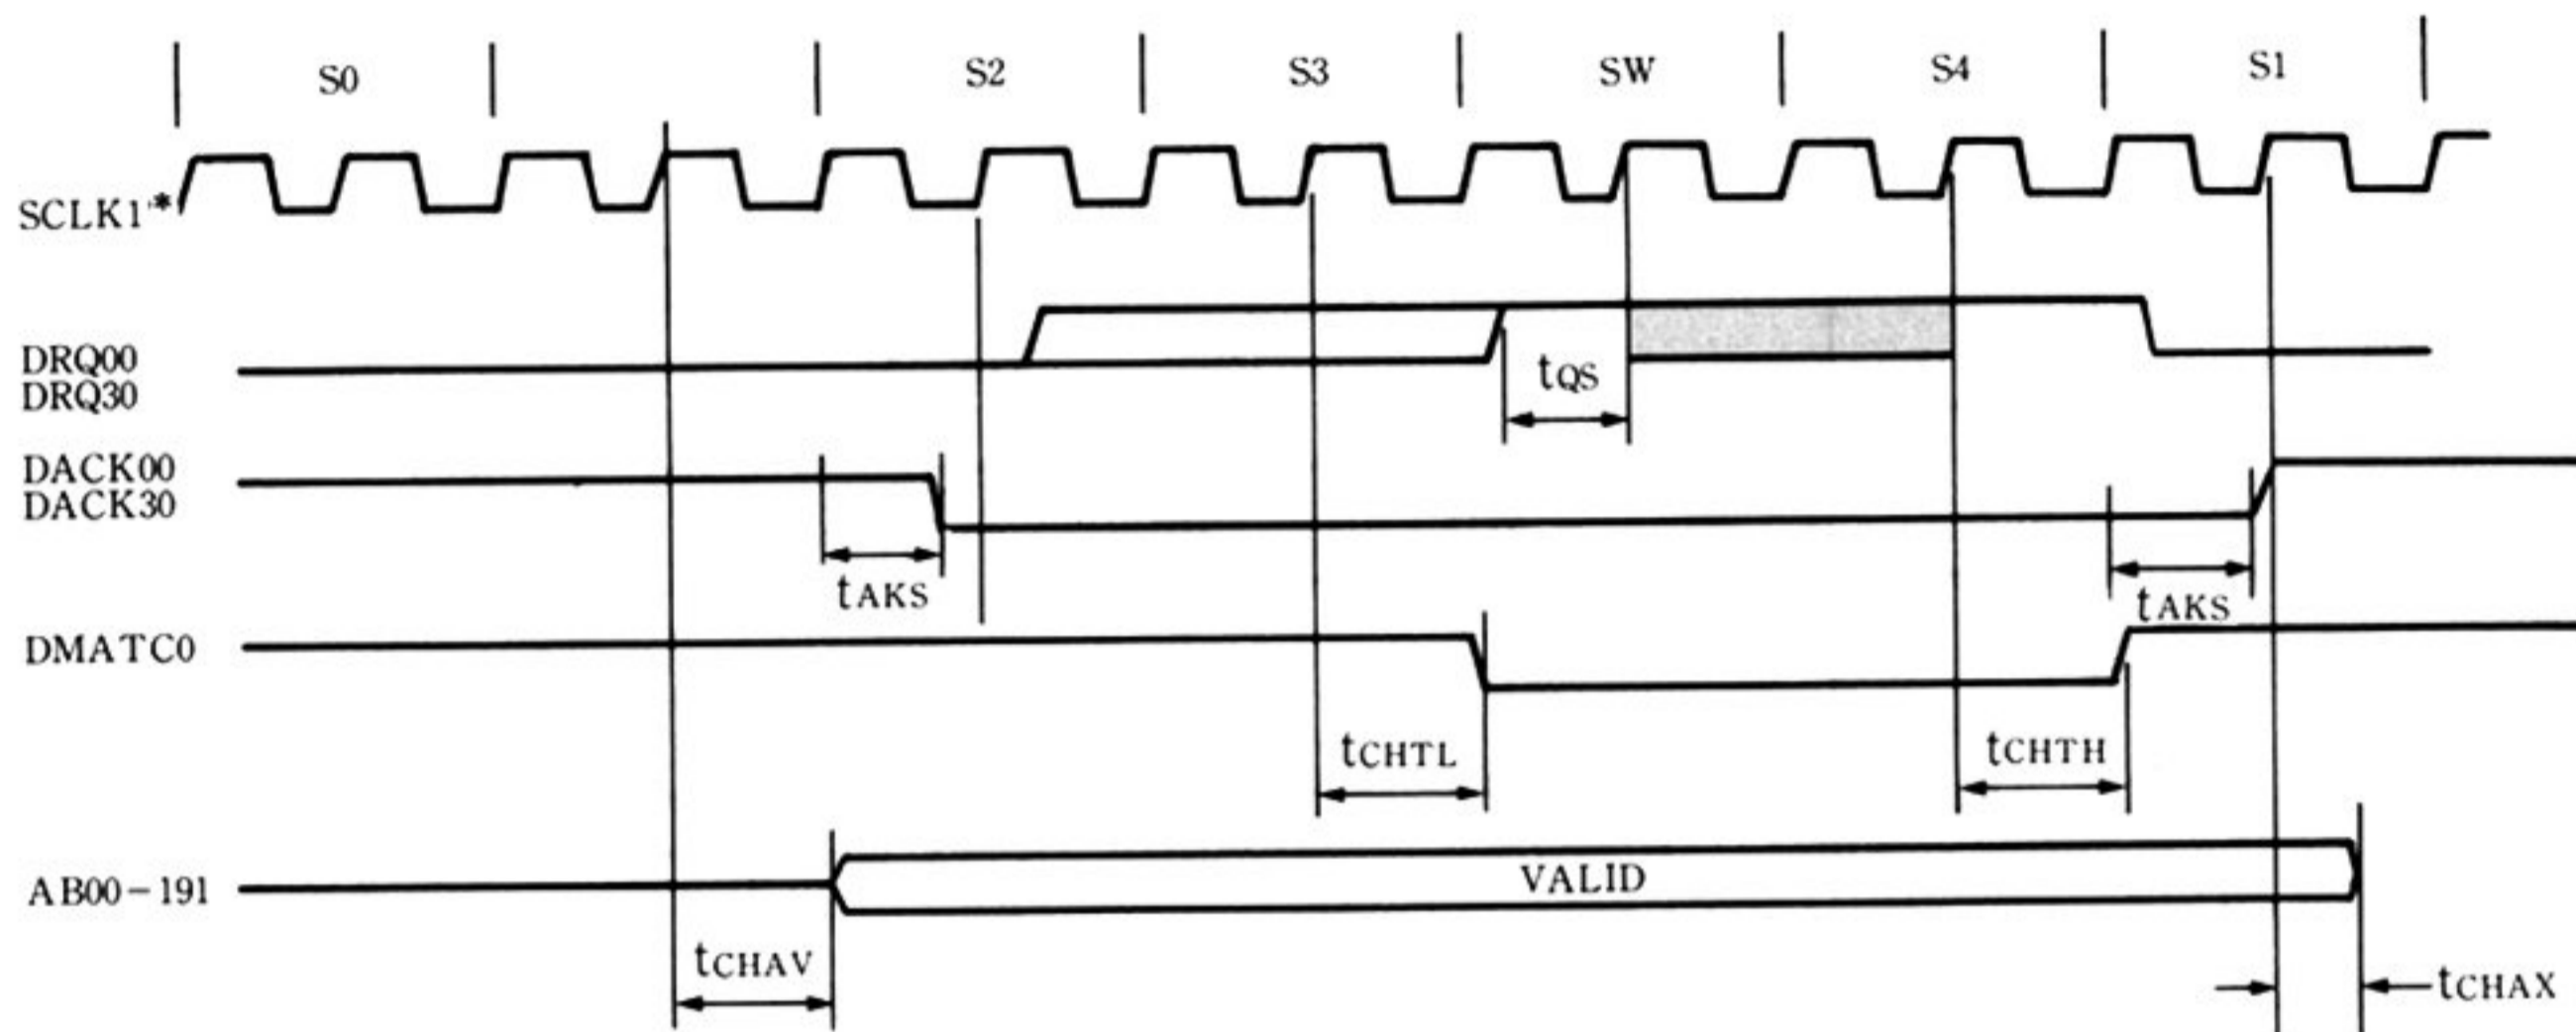 S0 S2 S3 SW S4 S1
SCLK1*
DRQ00
DRQ30
tQS
DACK00
DACK30
tAKS
tAKS
DMATC0
tCHTL
tCHTH
AB00-191
VALID
tCHAV
tCHAX